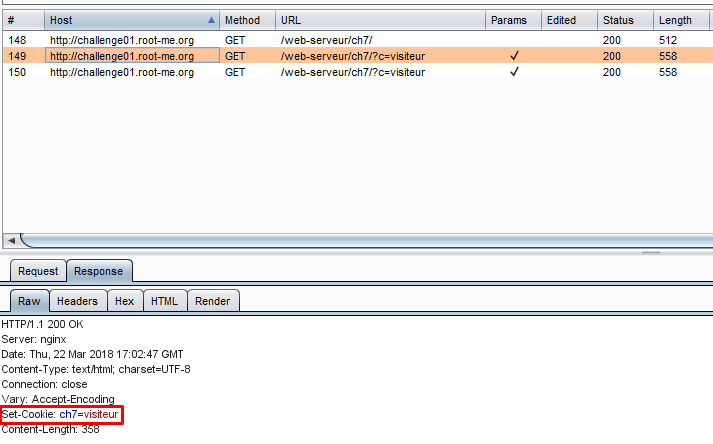 # Host Method URL Params Edited Status Length
148 http://challenge01.root-me.org GET /web-serveur/ch7/ 200 512
149 http://challenge01.root-me.org GET /web-serveur/ch7/?c=visiteur ✓ 200 558
150 http://challenge01.root-me.org GET /web-serveur/ch7/?c=visiteur ✓ 200 558
Request Response
Raw Headers Hex HTML Render
HTTP/1.1 200 OK
Server: nginx
Date: Thu, 22 Mar 2018 17:02:47 GMT
Content-Type: text/html; charset=UTF-8
Connection: close
Vary: Accept-Encoding
Set-Cookie: ch7=visiteur
Content-Length: 358